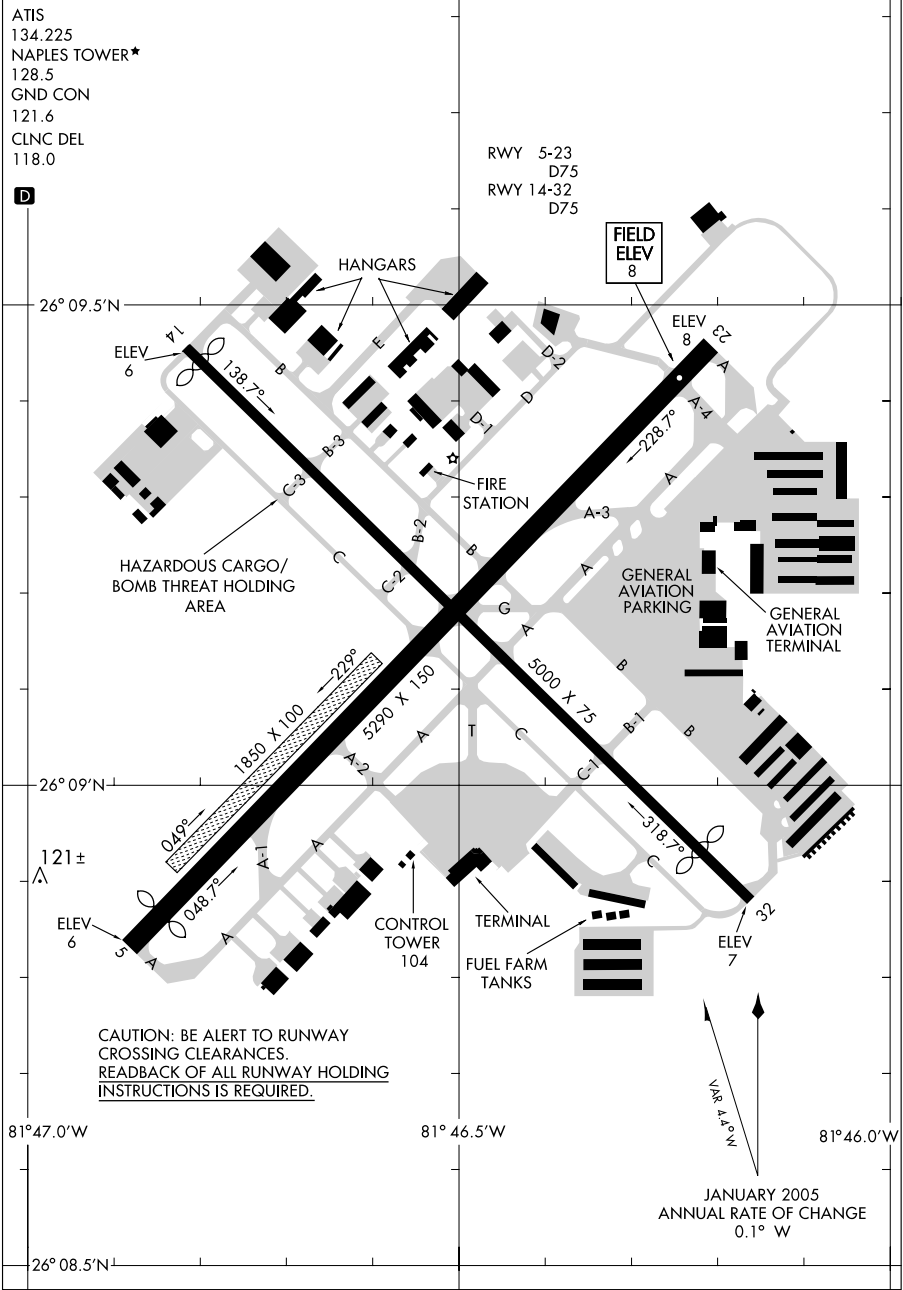 ATIS
134.225
NAPLES TOWER★
128.5
GND CON
121.6
CLNC DEL
118.0
D
RWY 5-23
D75
RWY 14-32
D75
FIELD
ELEV
8
HANGARS
26° 09.5'N
14
ELEV
6
ELEV
8
23
A
B
E
D-2
138.7°
D
A-4
D-1
228.7°
B-3
A
C-3
FIRE
STATION
A-3
B-2
C
B
HAZARDOUS CARGO/
BOMB THREAT HOLDING
AREA
C-2
A
GENERAL
AVIATION
PARKING
GENERAL
AVIATION
TERMINAL
G
A
229°
5290 X 150
5000 X 75
B
1850 X 100
A
T
C
B-1
B
A-2
C-1
26° 09'N
049°
318.7°
121±
A-1
A
C
048.7°
ELEV
6
5
A
A
CONTROL
TOWER
104
TERMINAL
FUEL FARM
TANKS
32
ELEV
7
CAUTION: BE ALERT TO RUNWAY
CROSSING CLEARANCES.
READBACK OF ALL RUNWAY HOLDING
INSTRUCTIONS IS REQUIRED.
VAR 4.4° W
81°47.0'W
81°46.5'W
81°46.0'W
JANUARY 2005
ANNUAL RATE OF CHANGE
0.1° W
26° 08.5'N